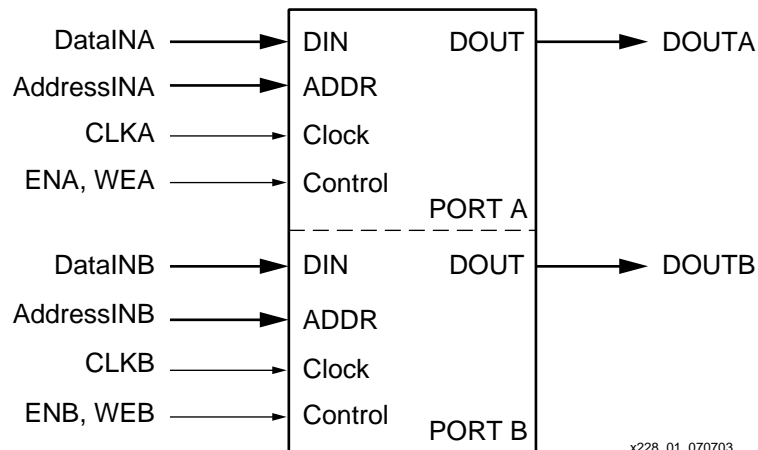 DataINA DIN DOUT DOUTA
AddressINA ADDR
CLKA Clock
ENA, WEA Control
PORT A
DataINB DIN DOUT DOUTB
AddressINB ADDR
CLKB Clock
ENB, WEB Control
PORT B
x228_01_070703